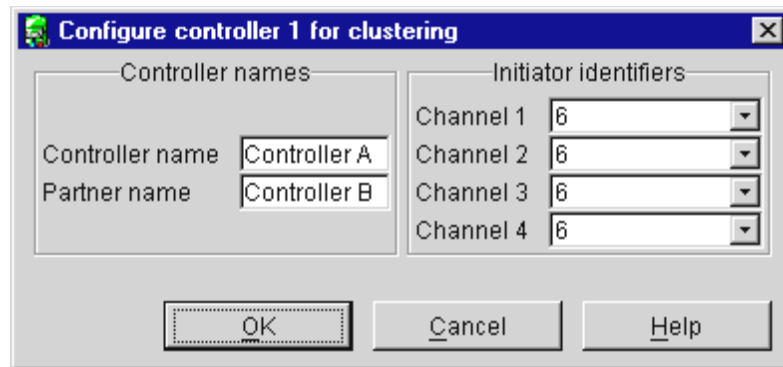 Configure controller 1 for clustering
Controller names
Controller name Controller A
Partner name Controller B
Initiator identifiers
Channel 1 6
Channel 2 6
Channel 3 6
Channel 4 6
OK Cancel Help